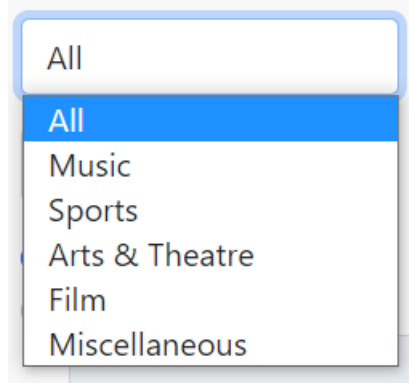 All
All
Music
Sports
Arts & Theatre
Film
Miscellaneous